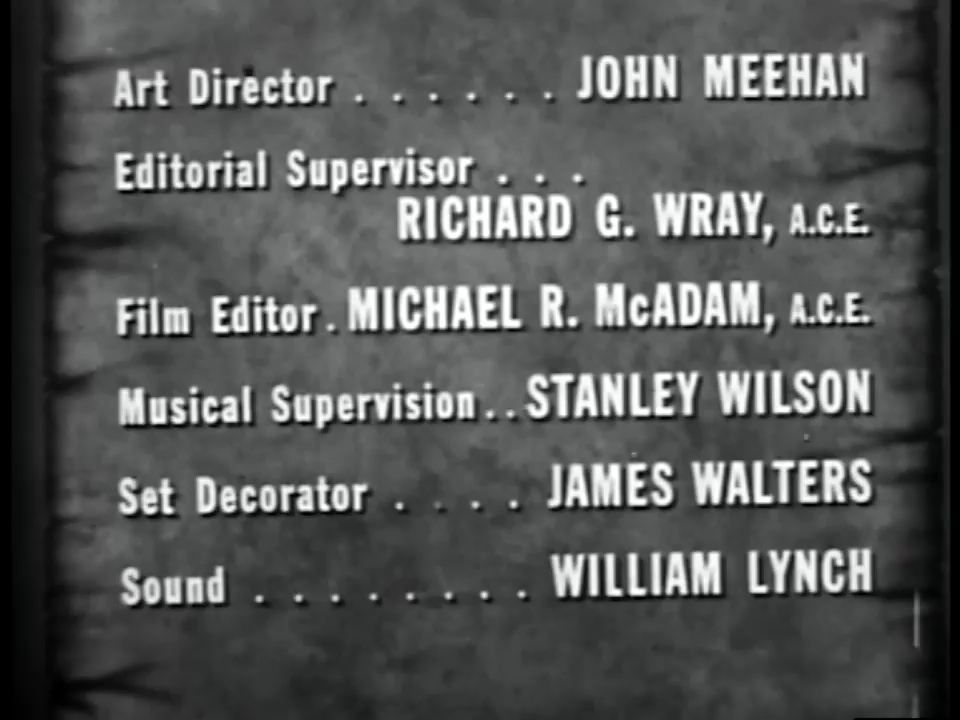 Art Director . . . . . . JOHN MEEHAN
Editorial Supervisor . . .
RICHARD G. WRAY, A.C.E.
Film Editor . MICHAEL R. McADAM, A.C.E.
Musical Supervision . . STANLEY WILSON
Set Decorator . . . . JAMES WALTERS
Sound . . . . . . . . WILLIAM LYNCH